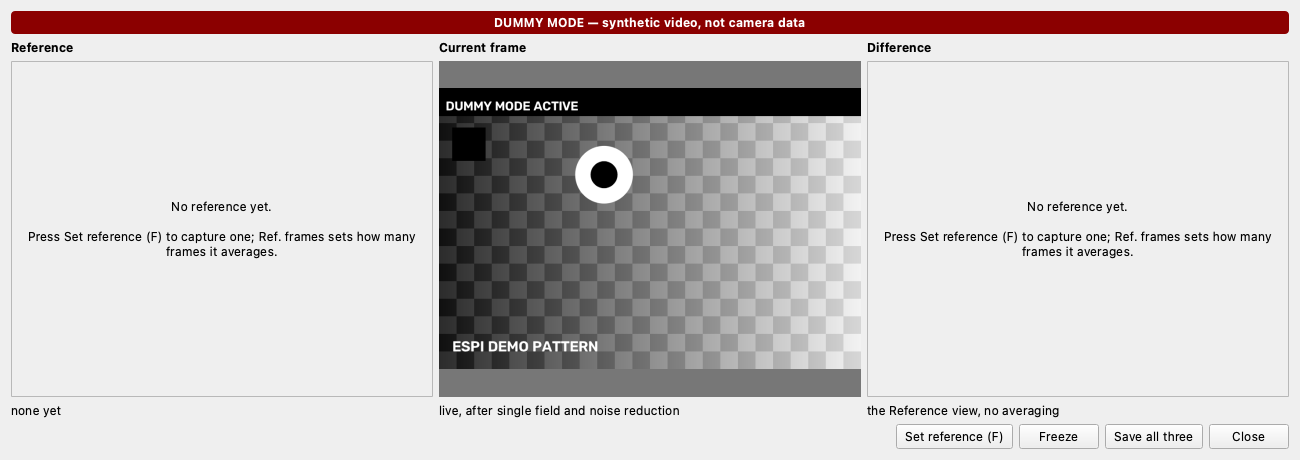 DUMMY MODE — synthetic video, not camera data
Reference
Current frame
Difference
No reference yet.
Press Set reference (F) to capture one; Ref. frames sets how many
frames it averages.
DUMMY MODE ACTIVE
ESPI DEMO PATTERN
No reference yet.
Press Set reference (F) to capture one; Ref. frames sets how many
frames it averages.
none yet
live, after single field and noise reduction
the Reference view, no averaging
Set reference (F)
Freeze
Save all three
Close